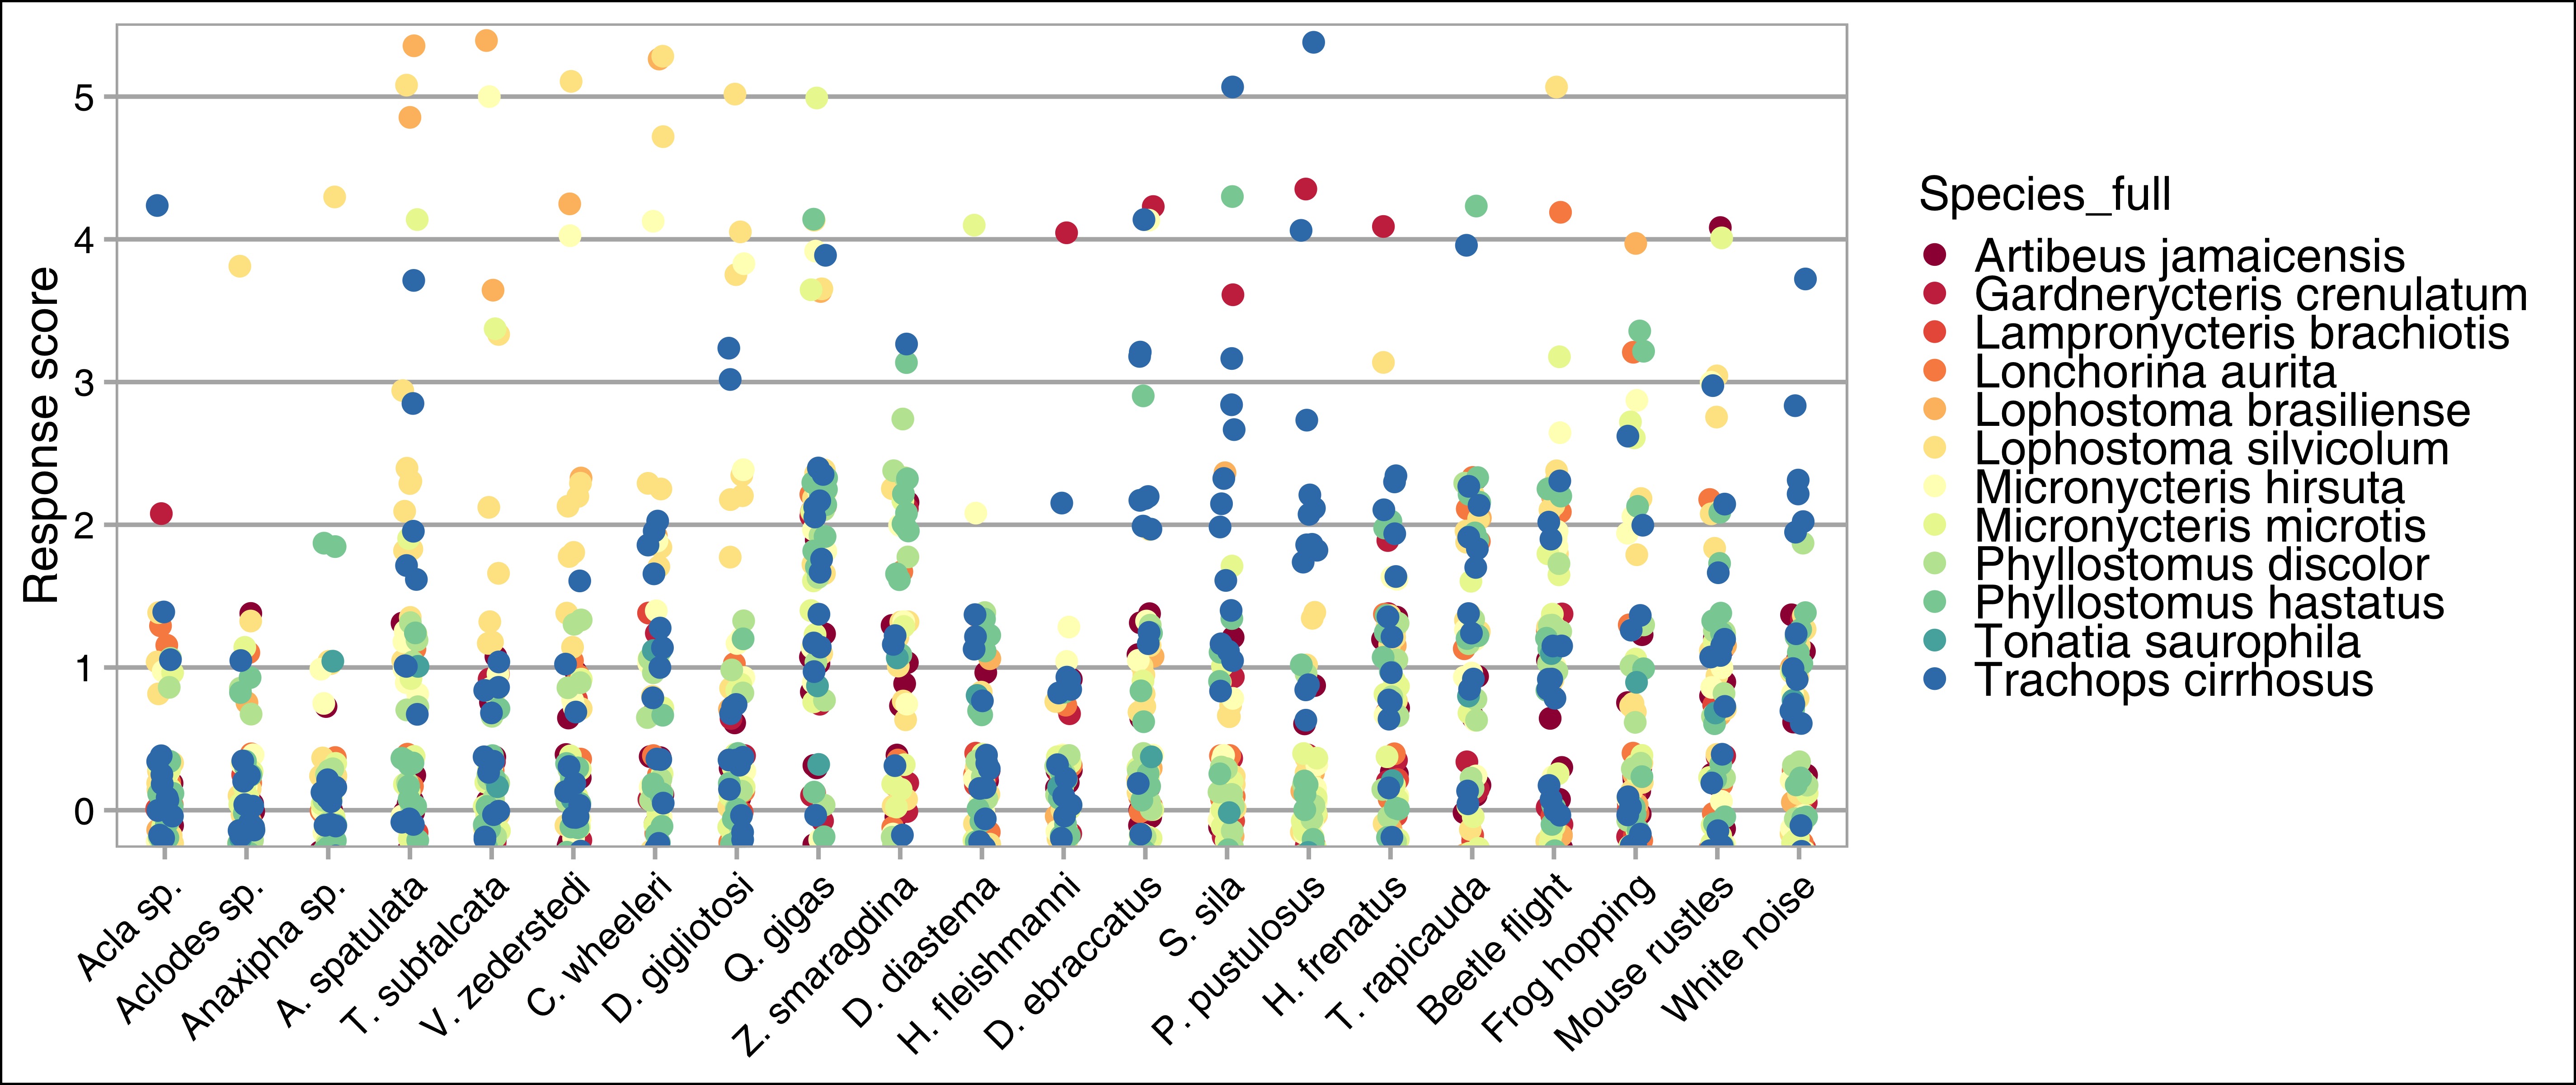 Response score
5
4
3
2
1
0
Acla sp.
Aclodes sp.
Anaxipha sp.
A. spatulata
T. subfalcata
V. zederstedi
C. wheeleri
D. gigliotosi
Q. gigas
Z. smaragdina
D. diastema
H. fleishmanni
D. ebraccatus
S. sila
P. pustulosus
H. frenatus
T. rapicauda
Beetle flight
Frog hopping
Mouse rustles
White noise
Species_full
Artibeus jamaicensis
Gardnerycteris crenulatum
Lampronycteris brachiotis
Lonchorina aurita
Lophostoma brasiliense
Lophostoma silvicolum
Micronycteris hirsuta
Micronycteris microtis
Phyllostomus discolor
Phyllostomus hastatus
Tonatia saurophila
Trachops cirrhosus